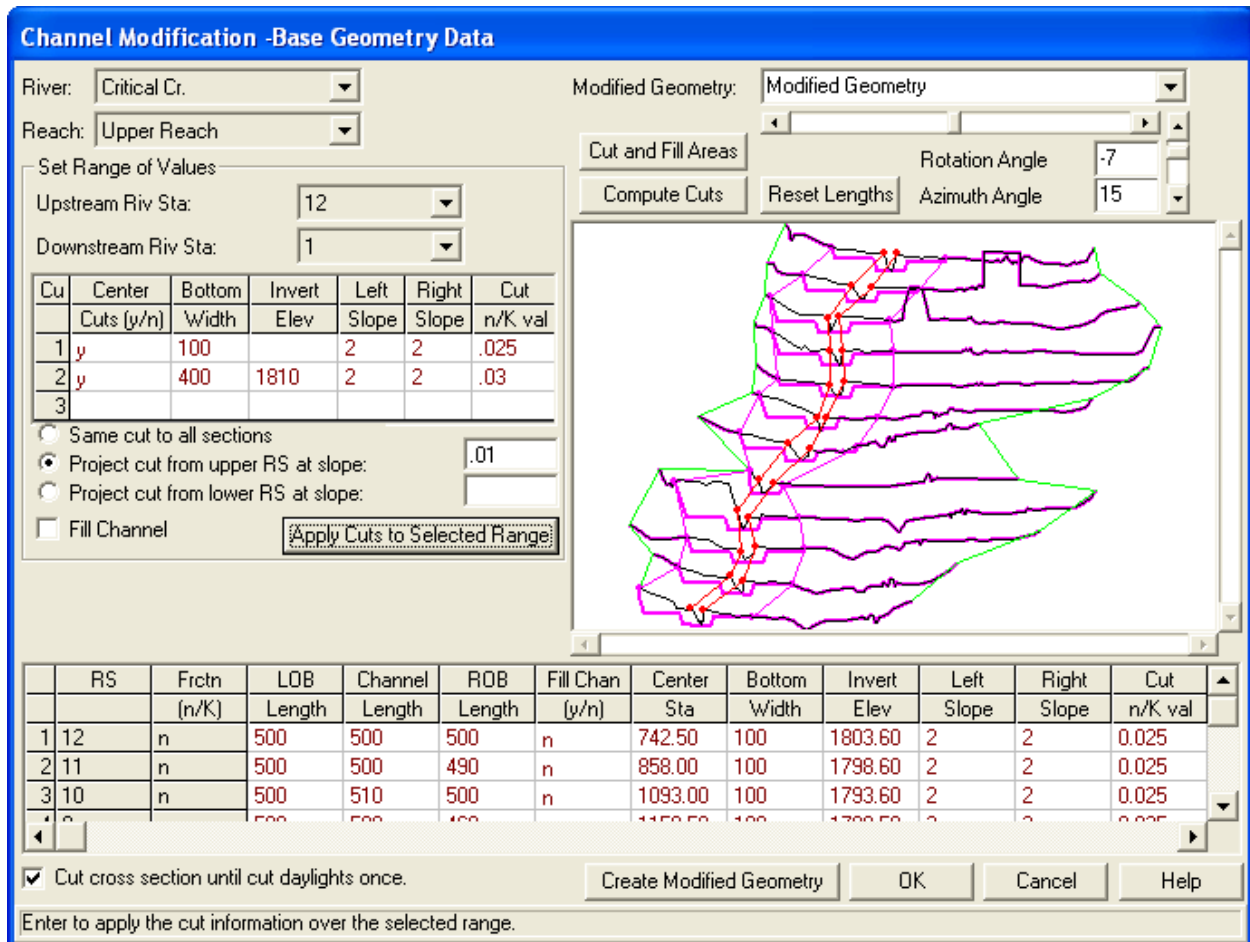 Channel Modification -Base Geometry Data
River: Critical Cr.
Modified Geometry: Modified Geometry
Reach: Upper Reach
Cut and Fill Areas
Rotation Angle -7
Compute Cuts Reset Lengths Azimuth Angle 15
Set Range of Values
Upstream Riv Sta: 12
Downstream Riv Sta: 1
Cu Center Bottom Invert Left Right Cut
Cuts (y/n) Width Elev Slope Slope n/K val
1 y 100 2 2 .025
2 y 400 1810 2 2 .03
3
Same cut to all sections
Project cut from upper RS at slope: .01
Project cut from lower RS at slope:
Fill Channel Apply Cuts to Selected Range
RS Frctn LOB Channel ROB Fill Chan Center Bottom Invert Left Right Cut
(n/K) Length Length Length (y/n) Sta Width Elev Slope Slope n/K val
1 12 n 500 500 500 n 742.50 100 1803.60 2 2 0.025
2 11 n 500 500 490 n 858.00 100 1798.60 2 2 0.025
3 10 n 500 510 500 n 1093.00 100 1793.60 2 2 0.025
Cut cross section until cut daylights once.
Create Modified Geometry OK Cancel Help
Enter to apply the cut information over the selected range.